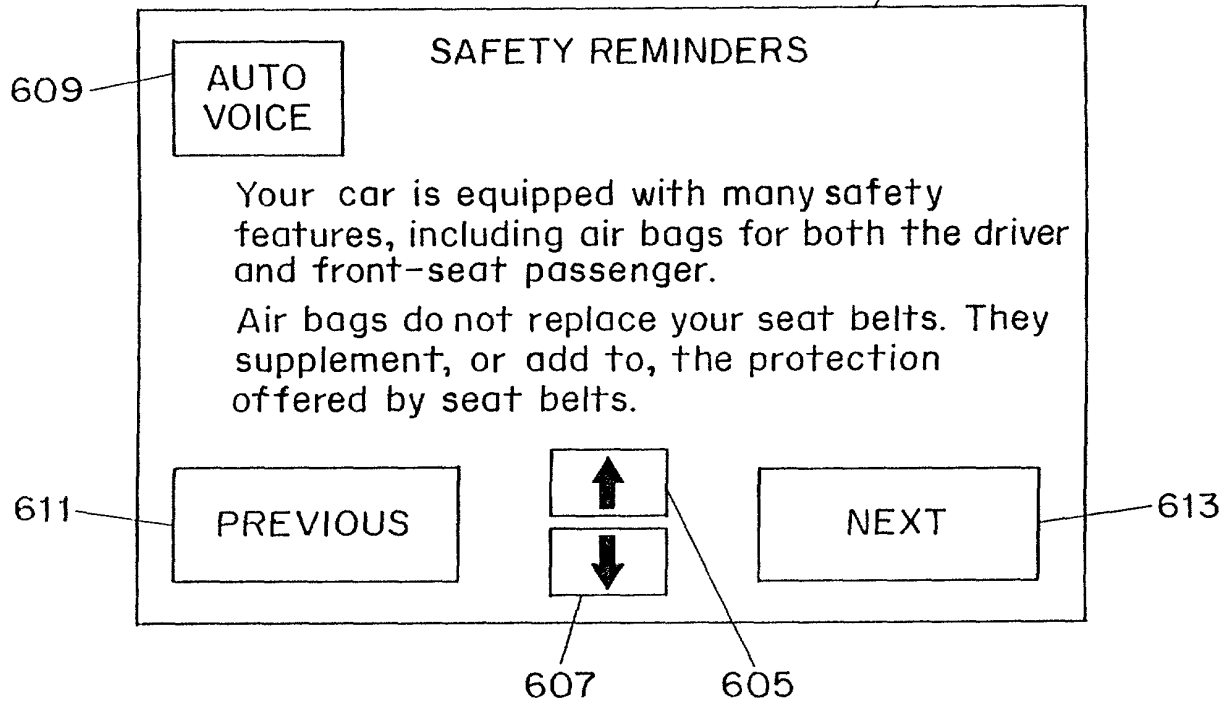 SAFETY REMINDERS
609
AUTO
VOICE
Your car is equipped with many safety
features, including air bags for both the driver
and front-seat passenger.
Air bags do not replace your seat belts. They
supplement, or add to, the protection
offered by seat belts.
611
PREVIOUS
NEXT
613
607
605